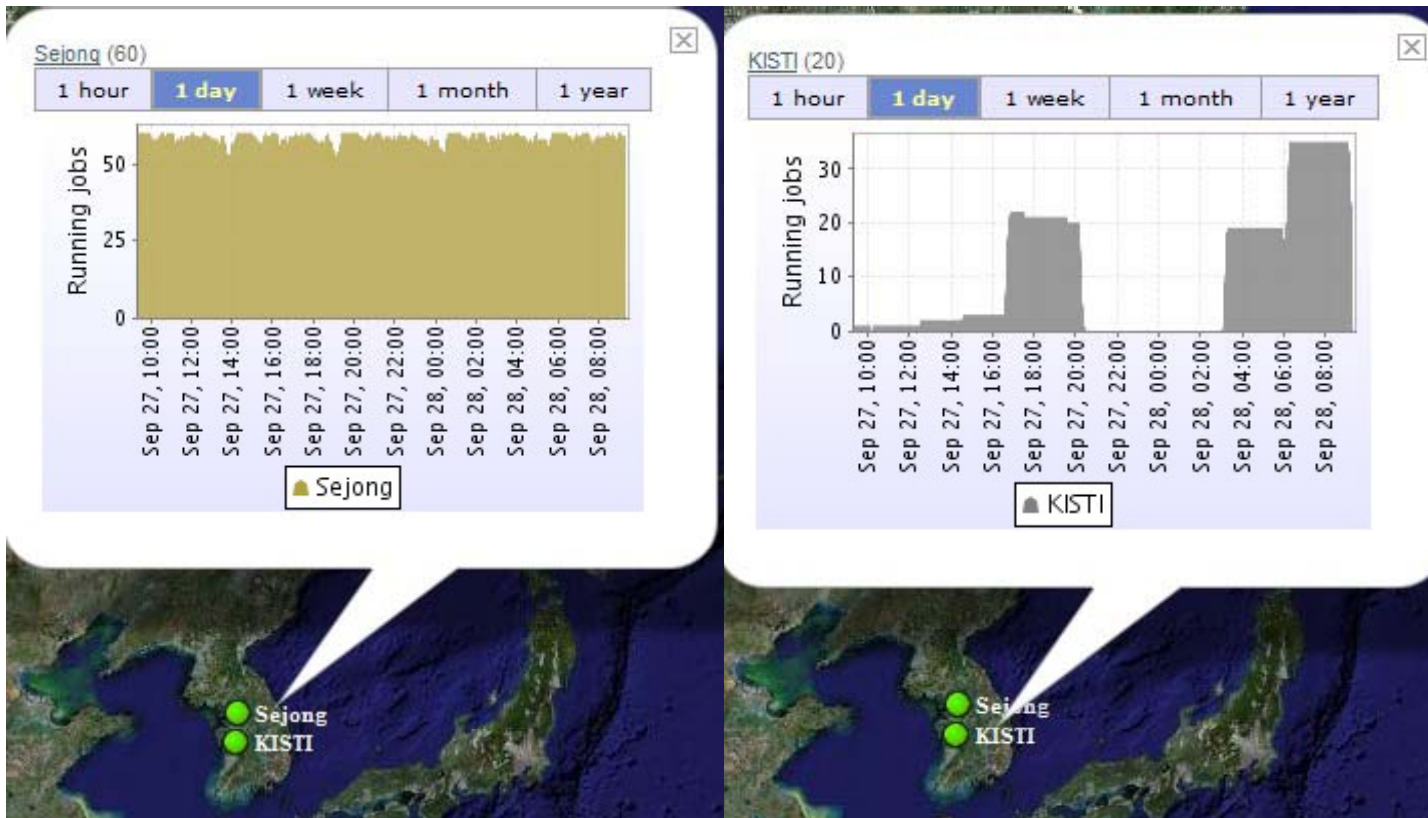 Sejong (60)
1 hour 1 day 1 week 1 month 1 year
Running jobs
50
25
0
Sep 27, 10:00
Sep 27, 12:00
Sep 27, 14:00
Sep 27, 16:00
Sep 27, 18:00
Sep 27, 20:00
Sep 27, 22:00
Sep 28, 00:00
Sep 28, 02:00
Sep 28, 04:00
Sep 28, 06:00
Sep 28, 08:00
Sejong
Sejong
KISTI
KISTI (20)
1 hour 1 day 1 week 1 month 1 year
Running jobs
30
20
10
0
Sep 27, 10:00
Sep 27, 12:00
Sep 27, 14:00
Sep 27, 16:00
Sep 27, 18:00
Sep 27, 20:00
Sep 27, 22:00
Sep 28, 00:00
Sep 28, 02:00
Sep 28, 04:00
Sep 28, 06:00
Sep 28, 08:00
KISTI
Sejong
KISTI